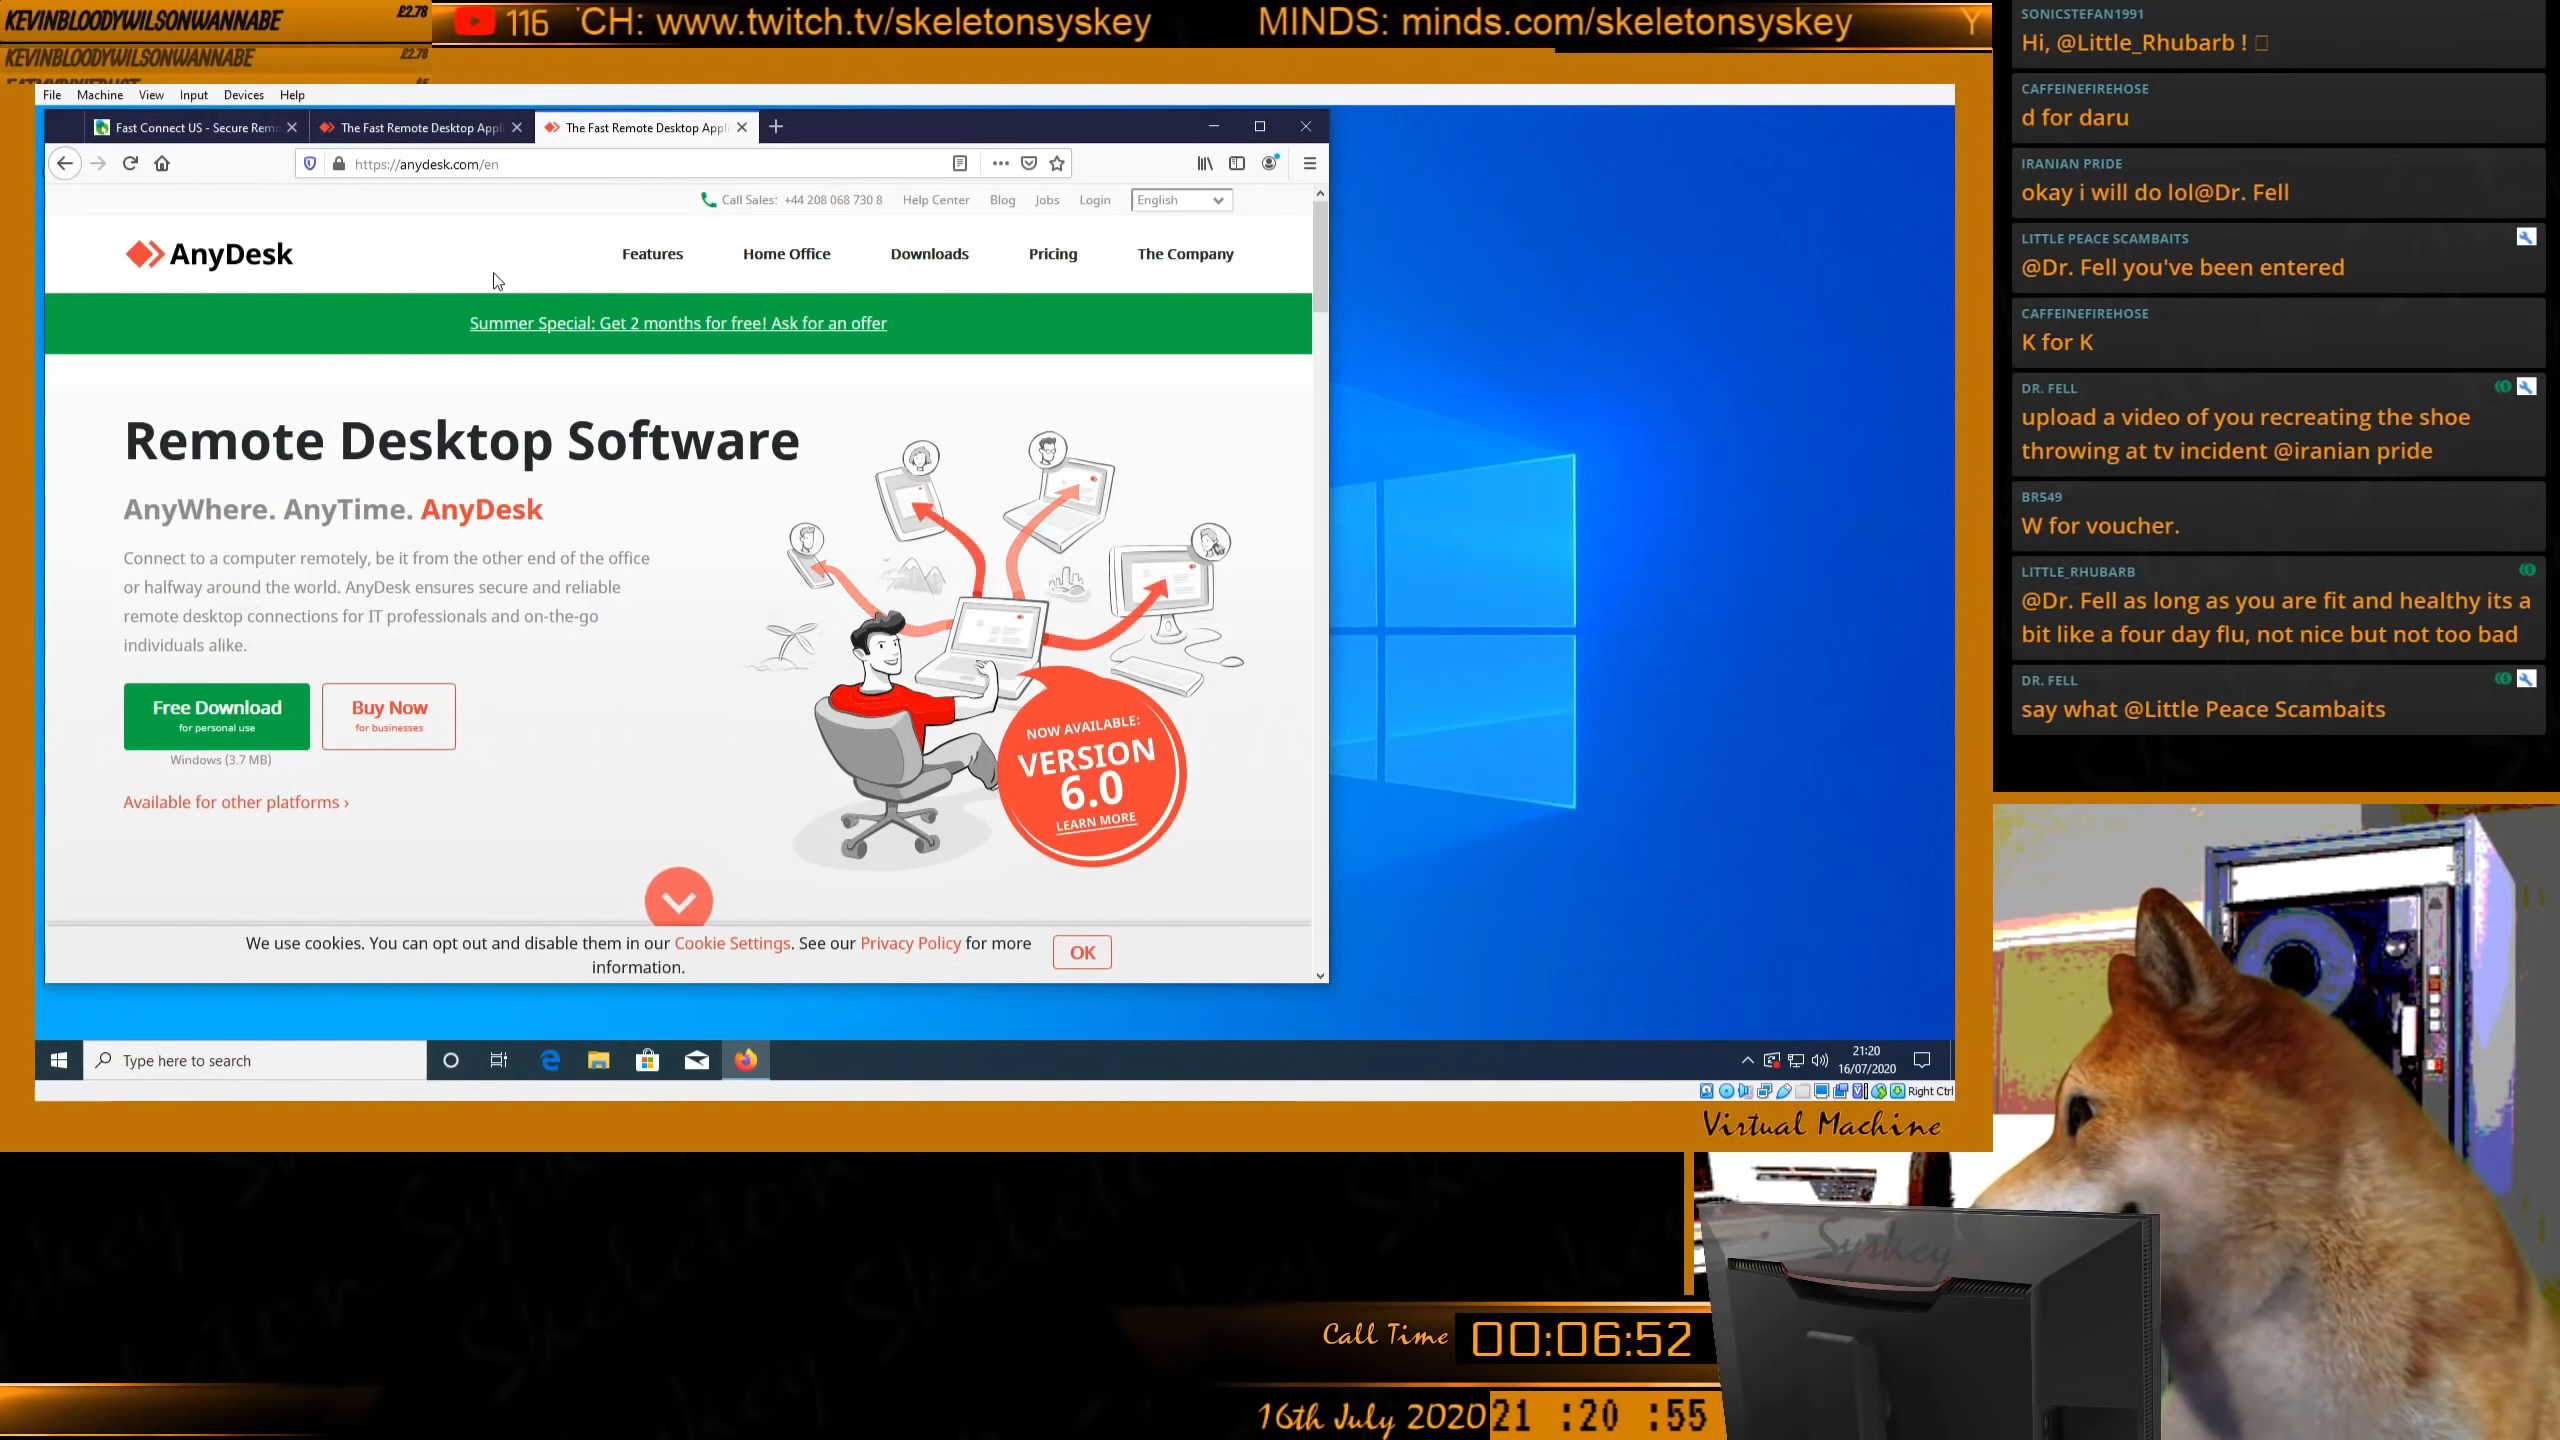 KEVINBLOODYWILSONWANNABE £2.78
KEVINBLOODYWILSONWANNABE £2.78
116 CH: www.twitch.tv/skeletonsyskey MINDS: minds.com/skeletonsyskey Y
File Machine View Input Devices Help
Fast Connect US - Secure Remo
The Fast Remote Desktop Appli
The Fast Remote Desktop Appli
https://anydesk.com/en
Call Sales: +44 208 068 730 8 Help Center Blog Jobs Login English
AnyDesk
Features Home Office Downloads Pricing The Company
Summer Special: Get 2 months for free! Ask for an offer
Remote Desktop Software
AnyWhere. AnyTime. AnyDesk
Connect to a computer remotely, be it from the other end of the office
or halfway around the world. AnyDesk ensures secure and reliable
remote desktop connections for IT professionals and on-the-go
individuals alike.
Free Download
for personal use
Buy Now
for businesses
Windows (3.7 MB)
Available for other platforms ›
NOW AVAILABLE:
VERSION
6.0
LEARN MORE
We use cookies. You can opt out and disable them in our Cookie Settings. See our Privacy Policy for more
information.
OK
Type here to search
21:20
16/07/2020
Right Ctrl
Virtual Machine
SONICSTEFAN1991
Hi, @Little_Rhubarb !
CAFFEINEFIREHOSE
d for daru
IRANIAN PRIDE
okay i will do lol@Dr. Fell
LITTLE PEACE SCAMBAITS
@Dr. Fell you've been entered
CAFFEINEFIREHOSE
K for K
DR. FELL
upload a video of you recreating the shoe
throwing at tv incident @iranian pride
BR549
W for voucher.
LITTLE_RHUBARB
@Dr. Fell as long as you are fit and healthy its a
bit like a four day flu, not nice but not too bad
DR. FELL
say what @Little Peace Scambaits
Syskey
Call Time 00:06:52
16th July 2020 21 :20 :55